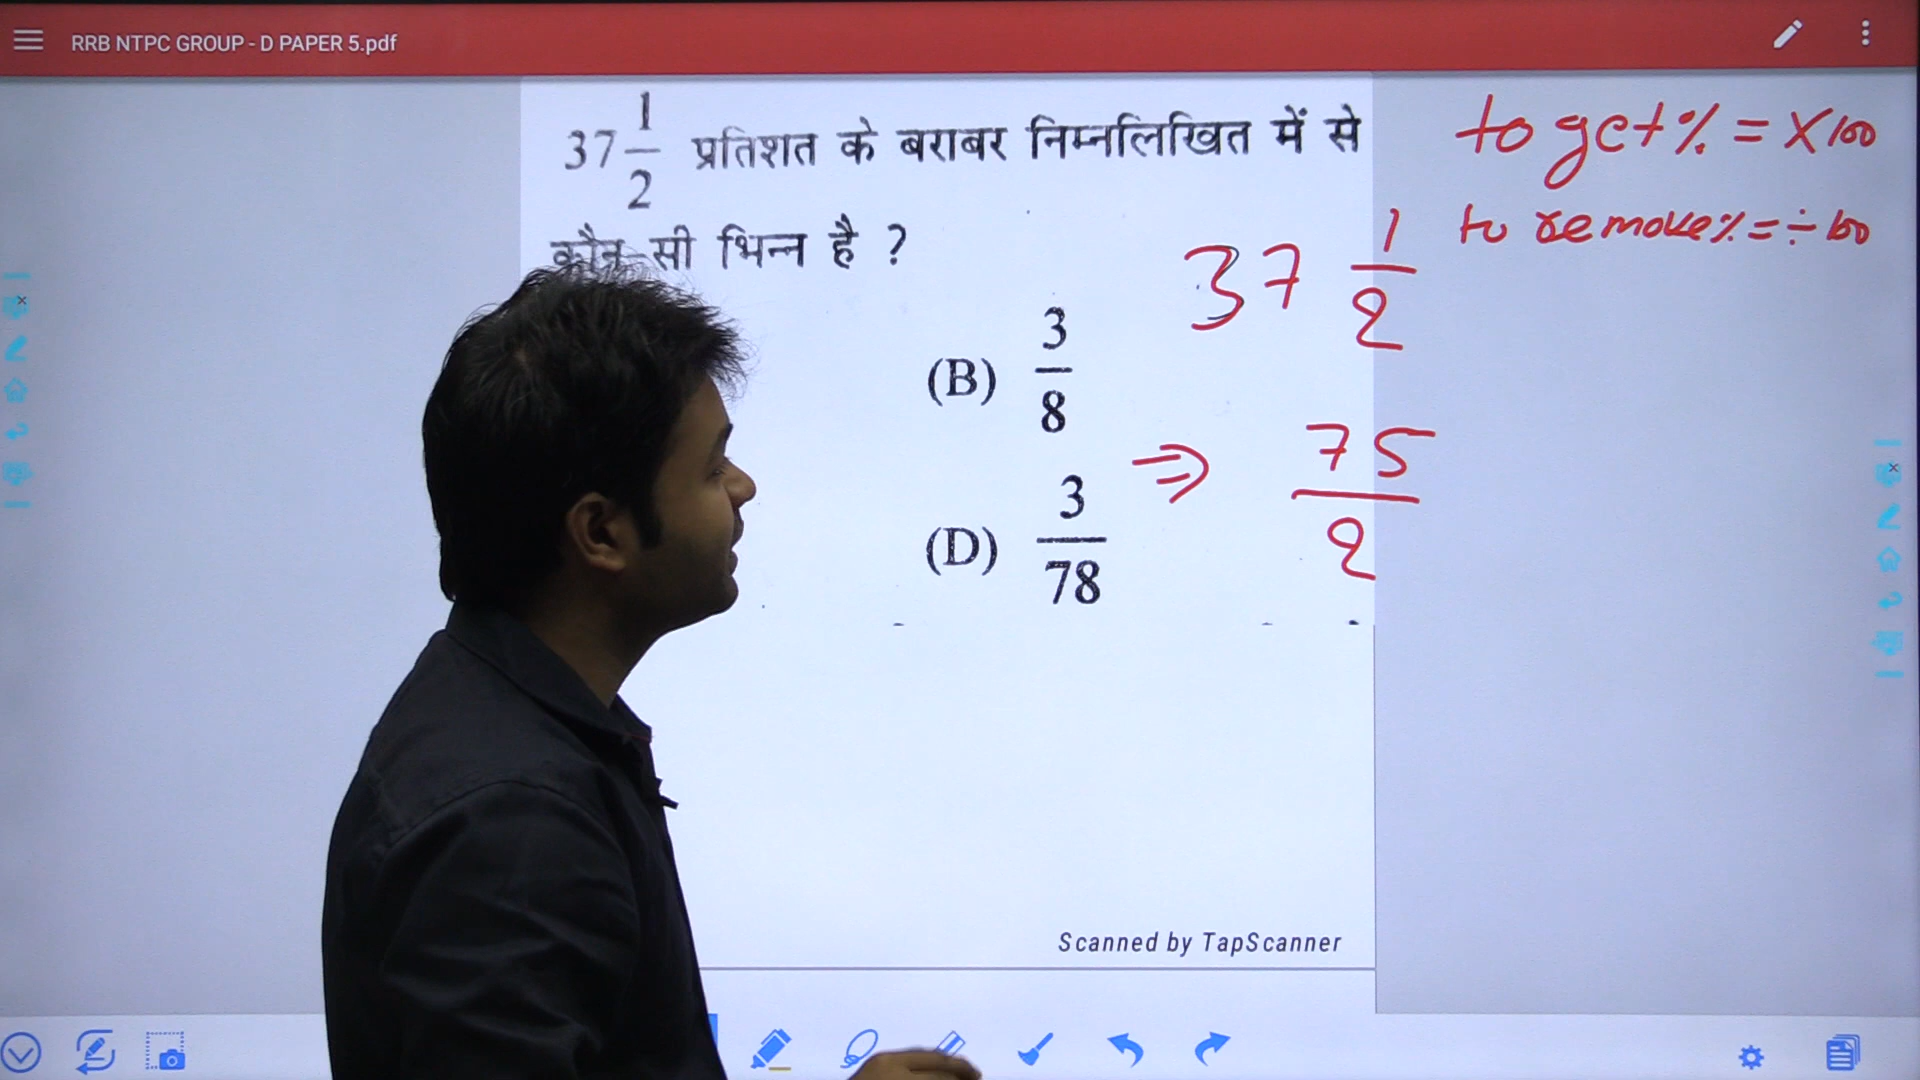 RRB NTPC GROUP - D PAPER 5.pdf
37 1/2 प्रतिशत के बराबर निम्नलिखित में से
कौन-सी भिन्न है ?
(B) 3/8
(D) 3/78
to get % = × 100
to remove % = ÷ 100
37 1/2
⇒ 75/2
Scanned by TapScanner